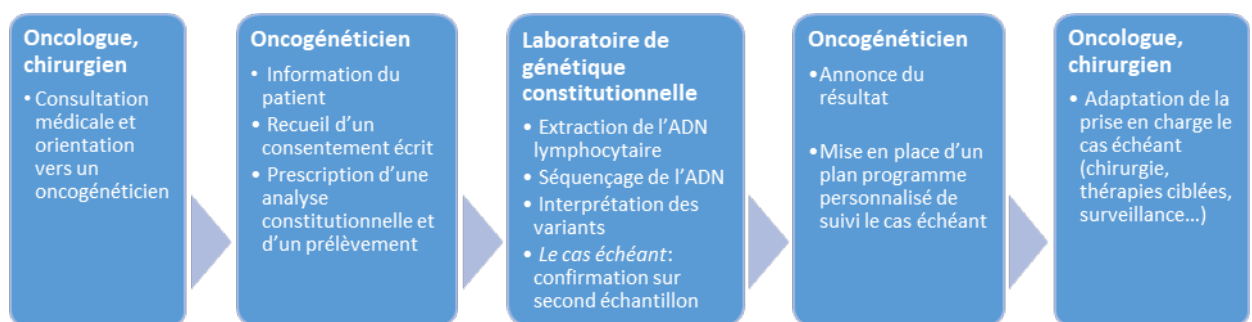 Oncologue,
chirurgien
• Consultation
médicale et
orientation
vers un
oncogénéticien
Oncogénéticien
• Information du
patient
• Recueil d’un
consentement écrit
• Prescription d’une
analyse
constitutionnelle et
d’un prélèvement
Laboratoire de
génétique
constitutionnelle
• Extraction de l’ADN
lymphocytaire
• Séquençage de l’ADN
• Interprétation des
variants
• Le cas échéant:
confirmation sur
second échantillon
Oncogénéticien
•Annonce du
résultat
•Mise en place d’un
plan programme
personnalisé de
suivi le cas échéant
Oncologue,
chirurgien
• Adaptation de la
prise en charge le
cas échéant
(chirurgie,
thérapies ciblées,
surveillance…)